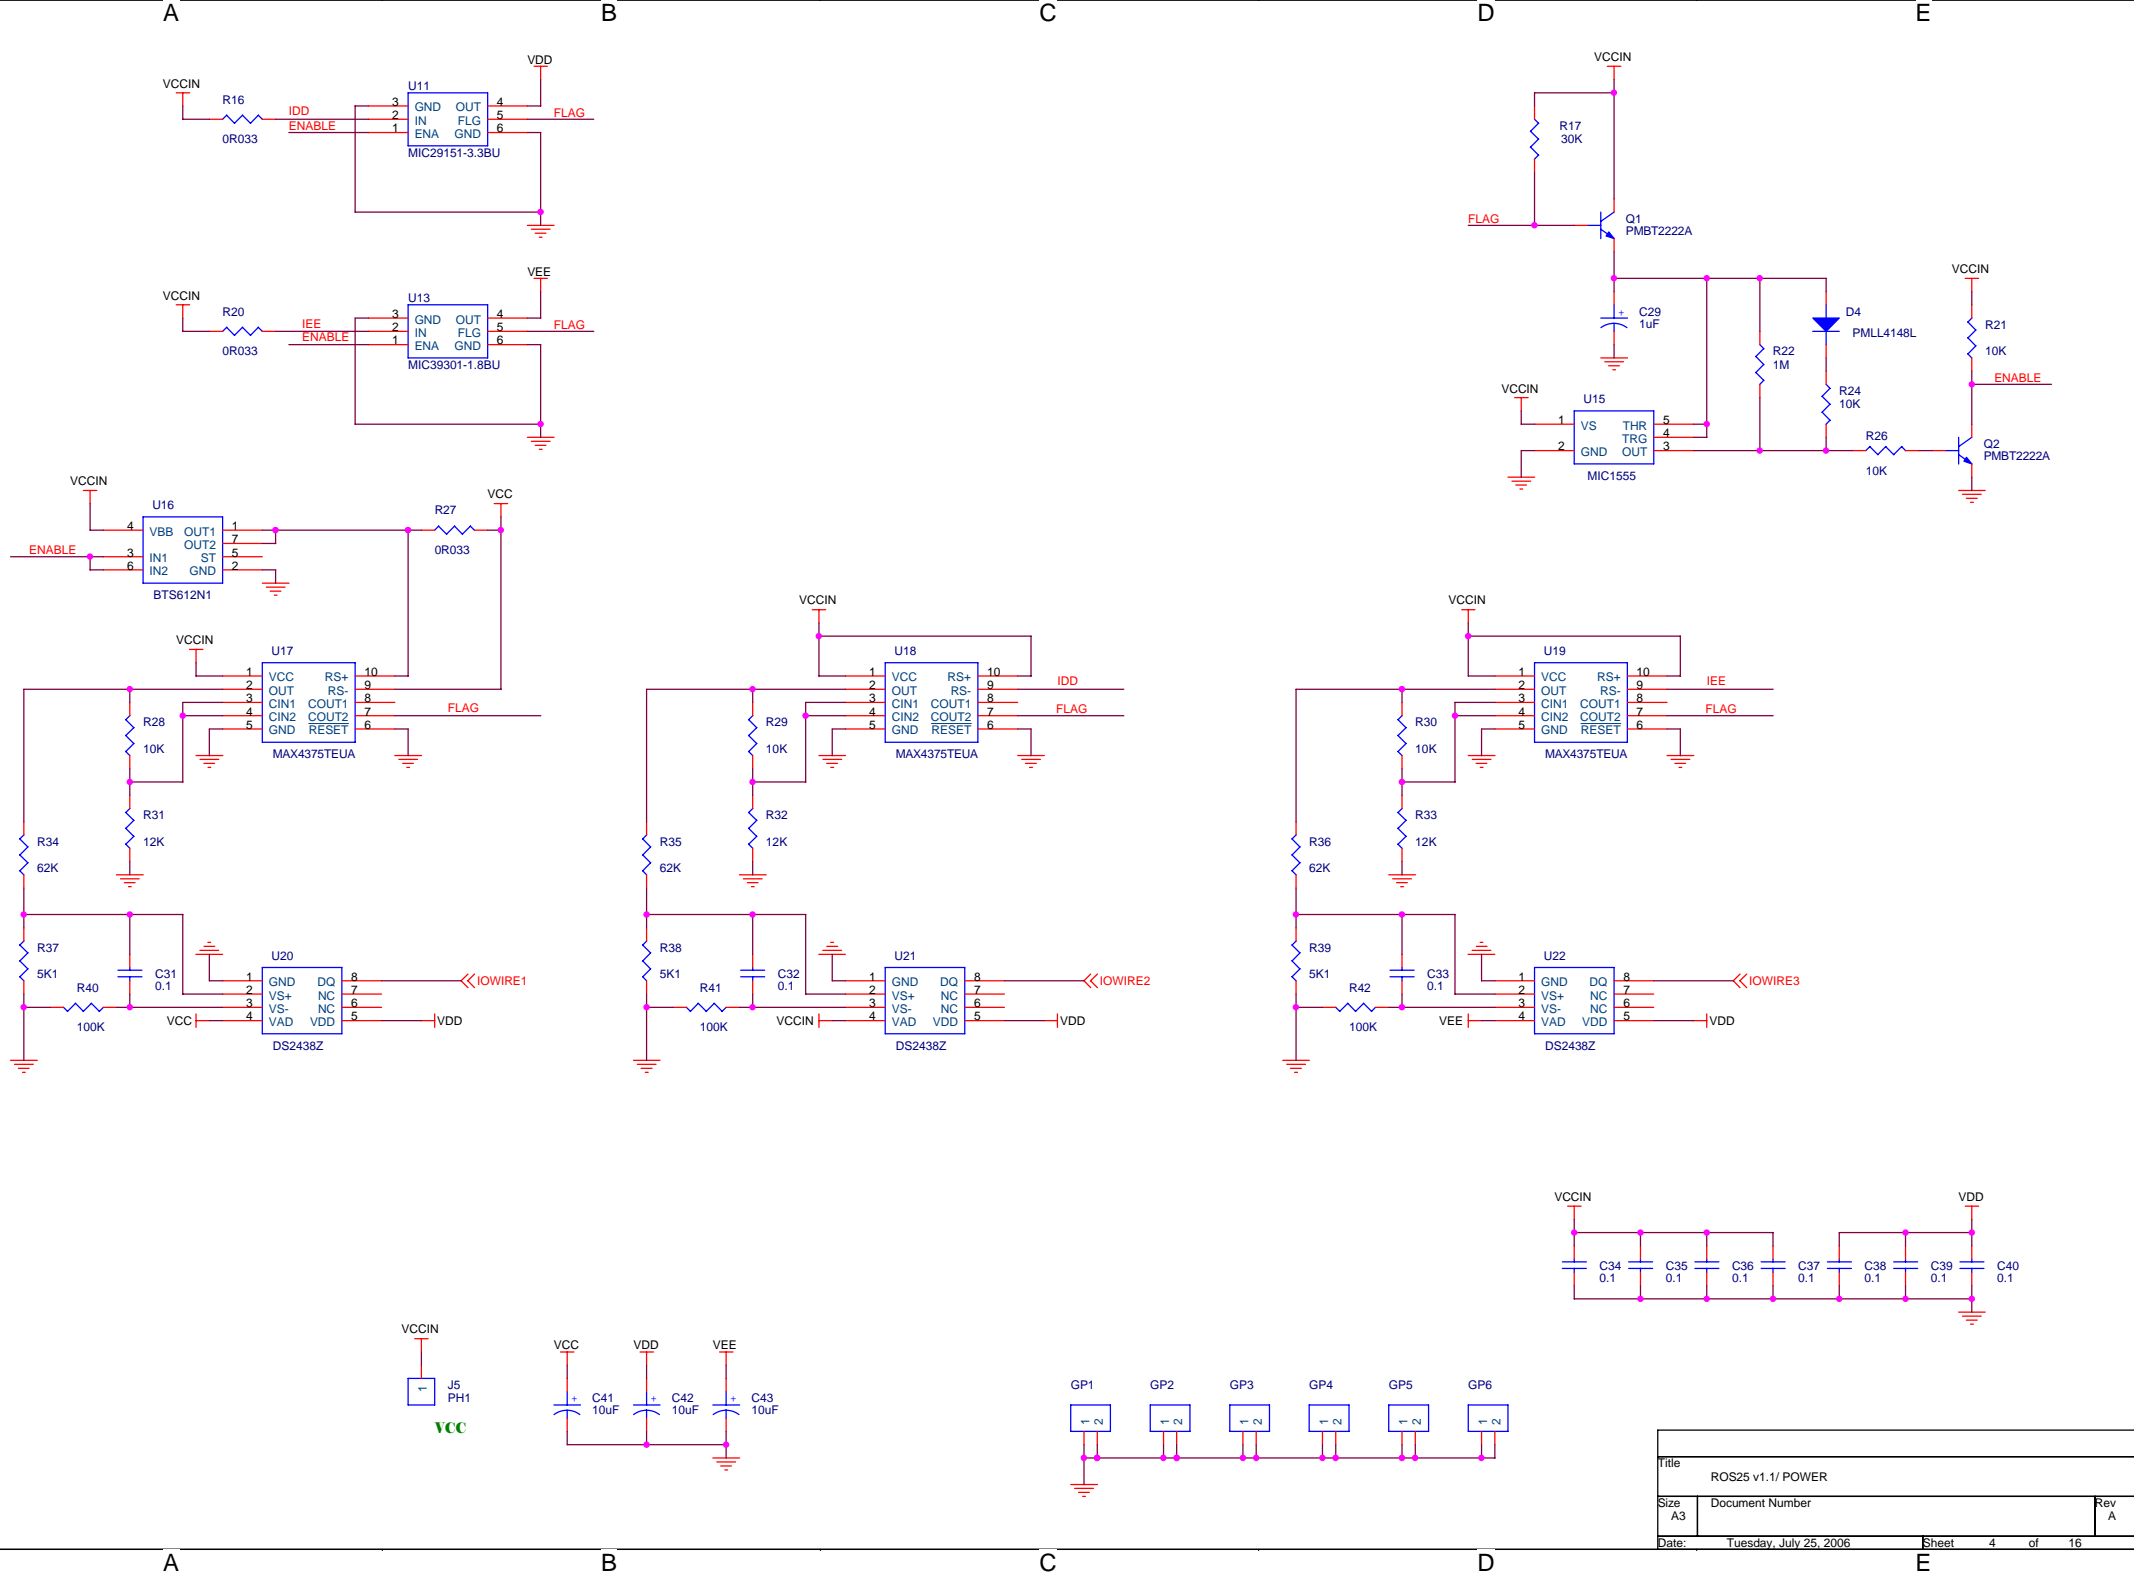 A B C D E
VCCIN
R16
0R033
IDD
ENABLE
U11
3 GND OUT 4
2 IN FLG 5
1 ENA GND 6
MIC29151-3.3BU
VDD
FLAG
VCCIN
R20
0R033
IEE
ENABLE
U13
3 GND OUT 4
2 IN FLG 5
1 ENA GND 6
MIC39301-1.8BU
VEE
FLAG
VCCIN
R17
30K
FLAG
Q1
PMBT2222A
C29
1uF
+
VCCIN
U15
1 VS THR 5
TRG 4
2 GND OUT 3
MIC1555
R22
1M
D4
PMLL4148L
R24
10K
R26
10K
VCCIN
R21
10K
ENABLE
Q2
PMBT2222A
VCCIN
ENABLE
U16
4 VBB OUT1 1
OUT2 7
3 IN1 ST 5
6 IN2 GND 2
BTS612N1
R27
0R033
VCC
VCCIN
U17
1 VCC RS+ 10
2 OUT RS- 9
3 CIN1 COUT1 8
4 CIN2 COUT2 7
5 GND RESET 6
MAX4375TEUA
FLAG
R28
10K
R31
12K
R34
62K
R37
5K1
R40
100K
C31
0.1
U20
1 GND DQ 8
2 VS+ NC 7
3 VS- NC 6
4 VAD VDD 5
DS2438Z
VCC
VDD
IOWIRE1
VCCIN
U18
1 VCC RS+ 10
2 OUT RS- 9
3 CIN1 COUT1 8
4 CIN2 COUT2 7
5 GND RESET 6
MAX4375TEUA
IDD
FLAG
R29
10K
R32
12K
R35
62K
R38
5K1
R41
100K
C32
0.1
U21
1 GND DQ 8
2 VS+ NC 7
3 VS- NC 6
4 VAD VDD 5
DS2438Z
VCCIN
VDD
IOWIRE2
VCCIN
U19
1 VCC RS+ 10
2 OUT RS- 9
3 CIN1 COUT1 8
4 CIN2 COUT2 7
5 GND RESET 6
MAX4375TEUA
IEE
FLAG
R30
10K
R33
12K
R36
62K
R39
5K1
R42
100K
C33
0.1
U22
1 GND DQ 8
2 VS+ NC 7
3 VS- NC 6
4 VAD VDD 5
DS2438Z
VEE
VDD
IOWIRE3
VCCIN VDD
C34 C35 C36 C37 C38 C39 C40
0.1 0.1 0.1 0.1 0.1 0.1 0.1
VCCIN
1
J5
PH1
VCC
VCC VDD VEE
+ + +
C41 C42 C43
10uF 10uF 10uF
GP1 GP2 GP3 GP4 GP5 GP6
1 2 1 2 1 2 1 2 1 2 1 2
Title
ROS25 v1.1/ POWER
Size Document Number Rev
A3 A
Date: Tuesday, July 25, 2006 Sheet 4 of 16
A B C D E